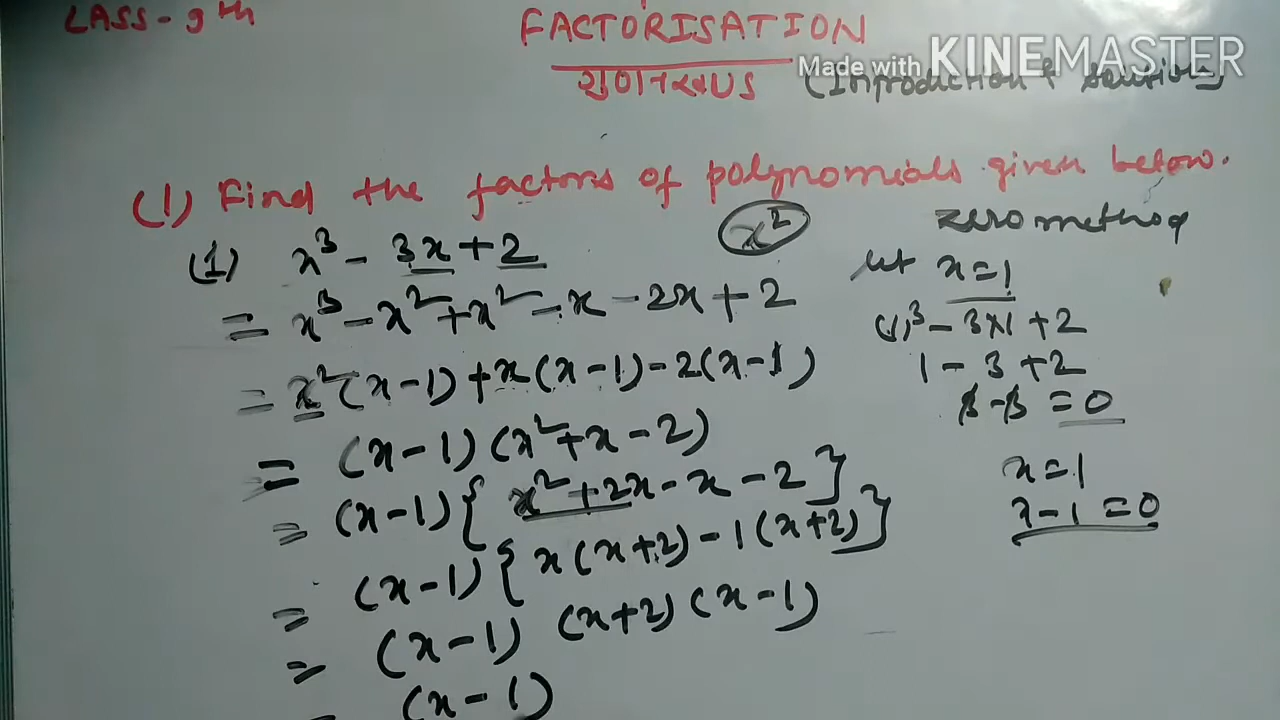 LASS - 9th
FACTORISATION
Made with KINEMASTER
गुणनखण्ड
(1) Find the factors of polynomials given below.
(1) x³ - 3x + 2
x²
= x³ - x² + x² - x - 2x + 2
= x²(x-1) + x(x-1) - 2(x-1)
= (x-1) (x² + x - 2)
= (x-1) { x² + 2x - x - 2 }
= (x-1) { x(x+2) - 1(x+2) }
= (x-1) (x+2) (x-1)
= (x-1)
zero method
let x=1
(1)³ - 3×1 + 2
1 - 3 + 2
3 - 3 = 0
x=1
x-1 = 0